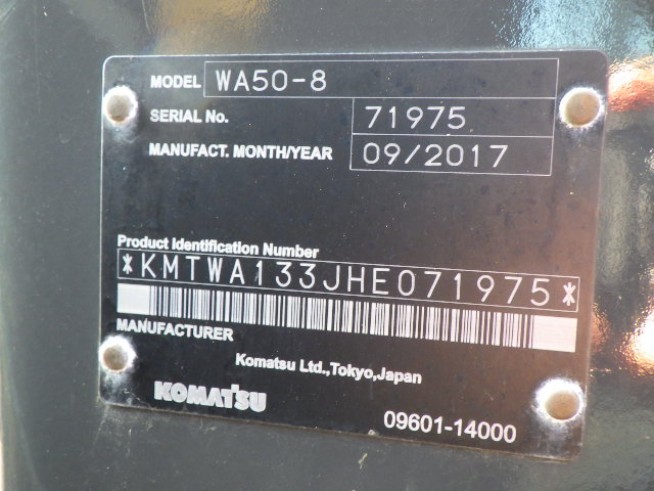 MODEL WA50-8
SERIAL No. 71975
MANUFACT. MONTH/YEAR 09/2017
Product Identification Number
*KMTWA133JHE071975*
MANUFACTURER
Komatsu Ltd.,Tokyo,Japan
KOMATSU
09601-14000